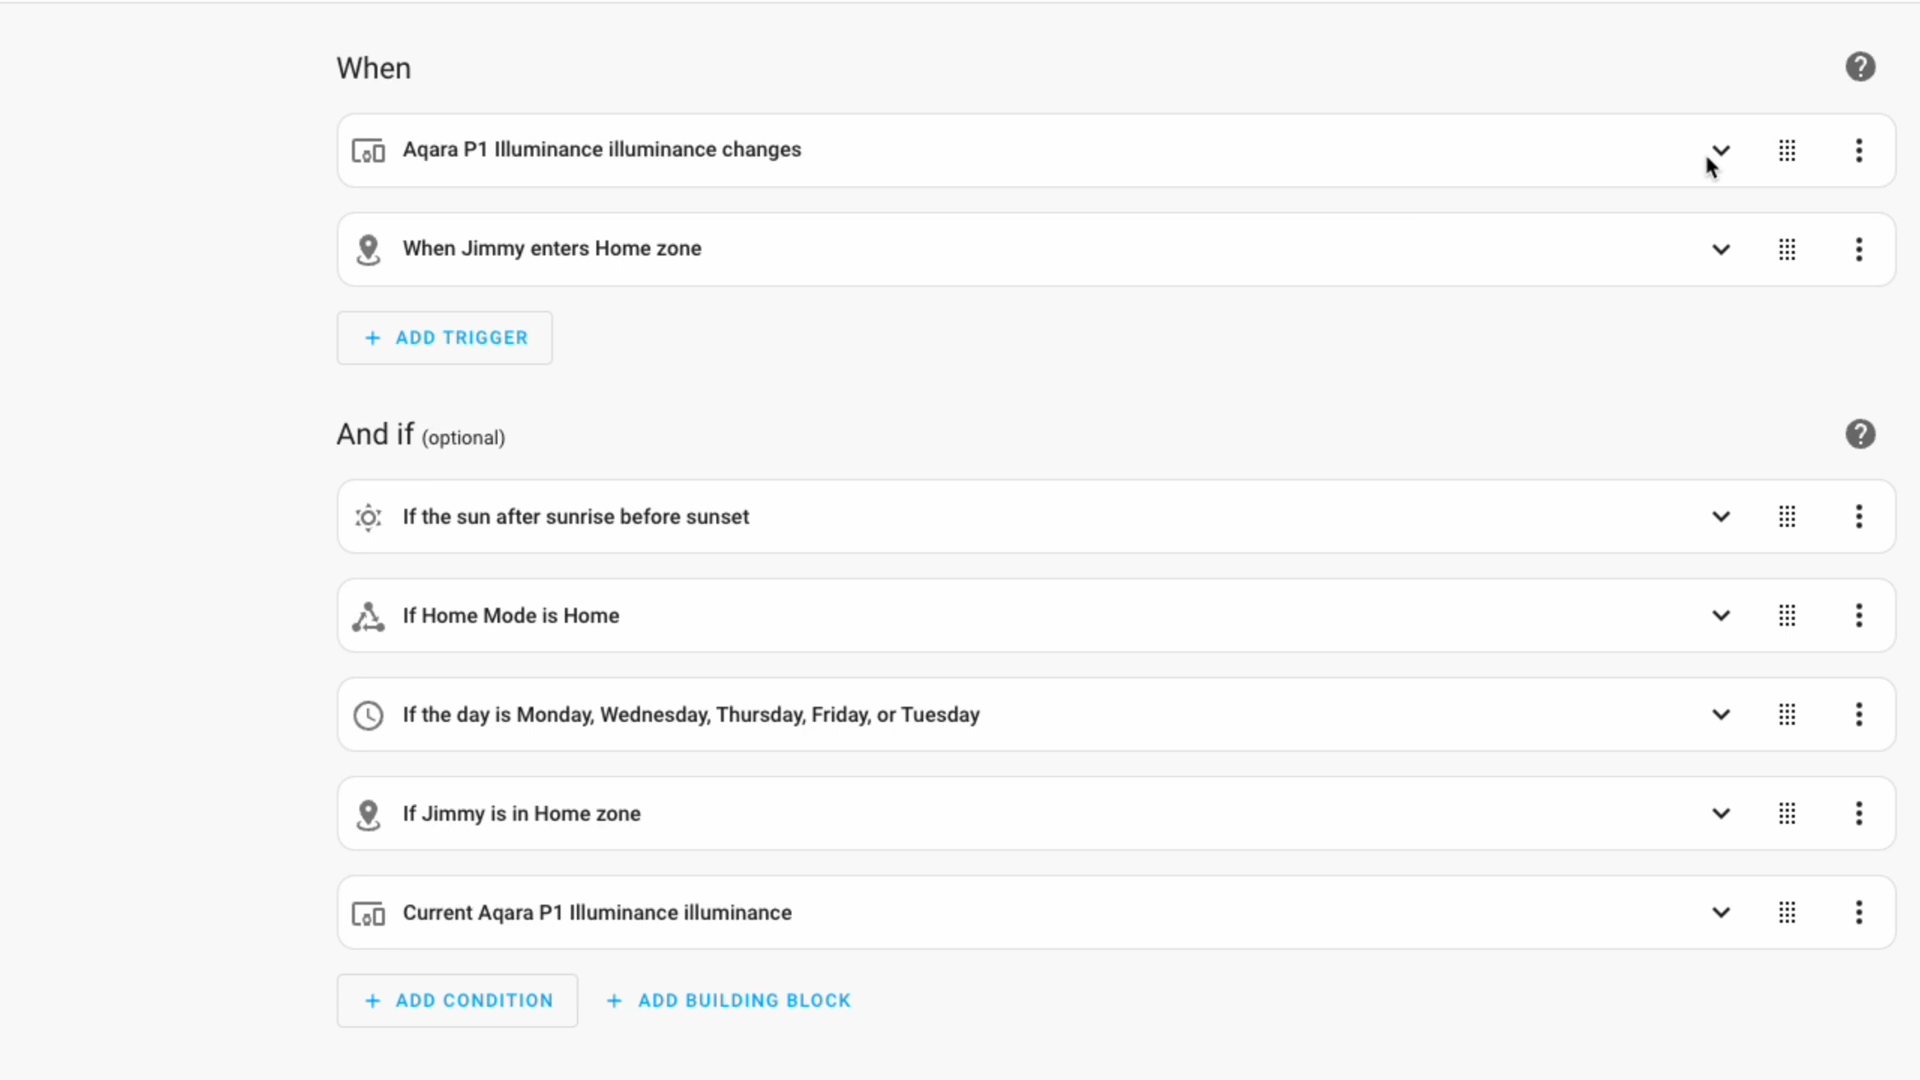 When
?
Aqara P1 Illuminance illuminance changes
When Jimmy enters Home zone
+ ADD TRIGGER
And if (optional)
?
If the sun after sunrise before sunset
If Home Mode is Home
If the day is Monday, Wednesday, Thursday, Friday, or Tuesday
If Jimmy is in Home zone
Current Aqara P1 Illuminance illuminance
+ ADD CONDITION + ADD BUILDING BLOCK